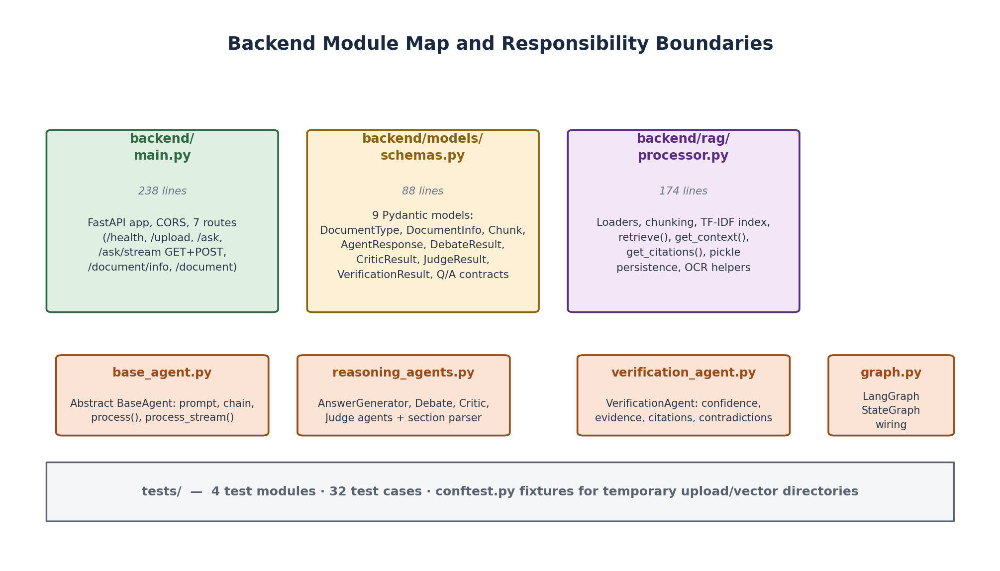 Backend Module Map and Responsibility Boundaries
backend/
main.py
238 lines
FastAPI app, CORS, 7 routes
(/health, /upload, /ask,
/ask/stream GET+POST,
/document/info, /document)
backend/models/
schemas.py
88 lines
9 Pydantic models:
DocumentType, DocumentInfo, Chunk,
AgentResponse, DebateResult,
CriticResult, JudgeResult,
VerificationResult, Q/A contracts
backend/rag/
processor.py
174 lines
Loaders, chunking, TF-IDF index,
retrieve(), get_context(),
get_citations(), pickle
persistence, OCR helpers
base_agent.py
Abstract BaseAgent: prompt, chain,
process(), process_stream()
reasoning_agents.py
AnswerGenerator, Debate, Critic,
Judge agents + section parser
verification_agent.py
VerificationAgent: confidence,
evidence, citations, contradictions
graph.py
LangGraph
StateGraph
wiring
tests/  —  4 test modules · 32 test cases · conftest.py fixtures for temporary upload/vector directories